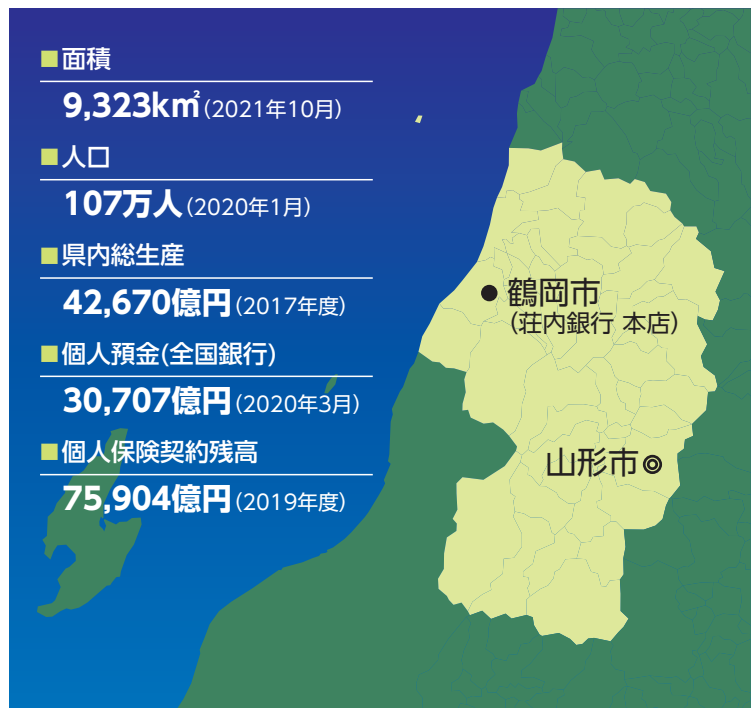 ■面積
9,323km²(2021年10月)
■人口
107万人(2020年1月)
■県内総生産
42,670億円(2017年度)
■個人預金(全国銀行)
30,707億円(2020年3月)
■個人保険契約残高
75,904億円(2019年度)
鶴岡市
(荘内銀行 本店)
山形市